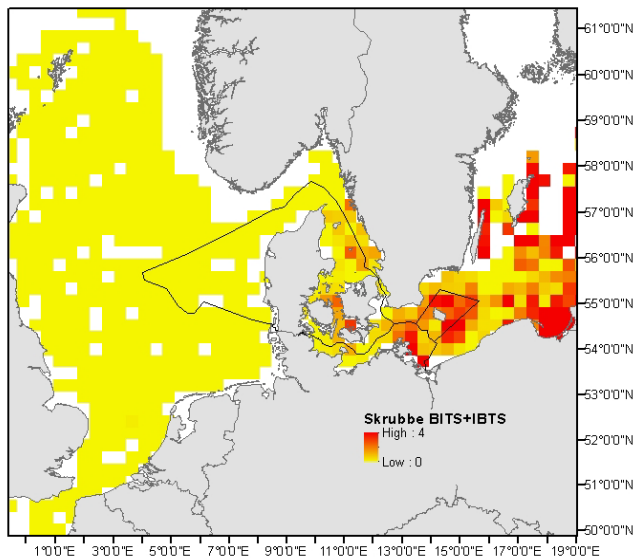 61°0'0"N
60°0'0"N
59°0'0"N
58°0'0"N
57°0'0"N
56°0'0"N
55°0'0"N
54°0'0"N
53°0'0"N
Skrubbe BITS+IBTS
High : 4
Low : 0
52°0'0"N
51°0'0"N
50°0'0"N
1°0'0"E 3°0'0"E 5°0'0"E 7°0'0"E 9°0'0"E 11°0'0"E 13°0'0"E 15°0'0"E 17°0'0"E 19°0'0"E